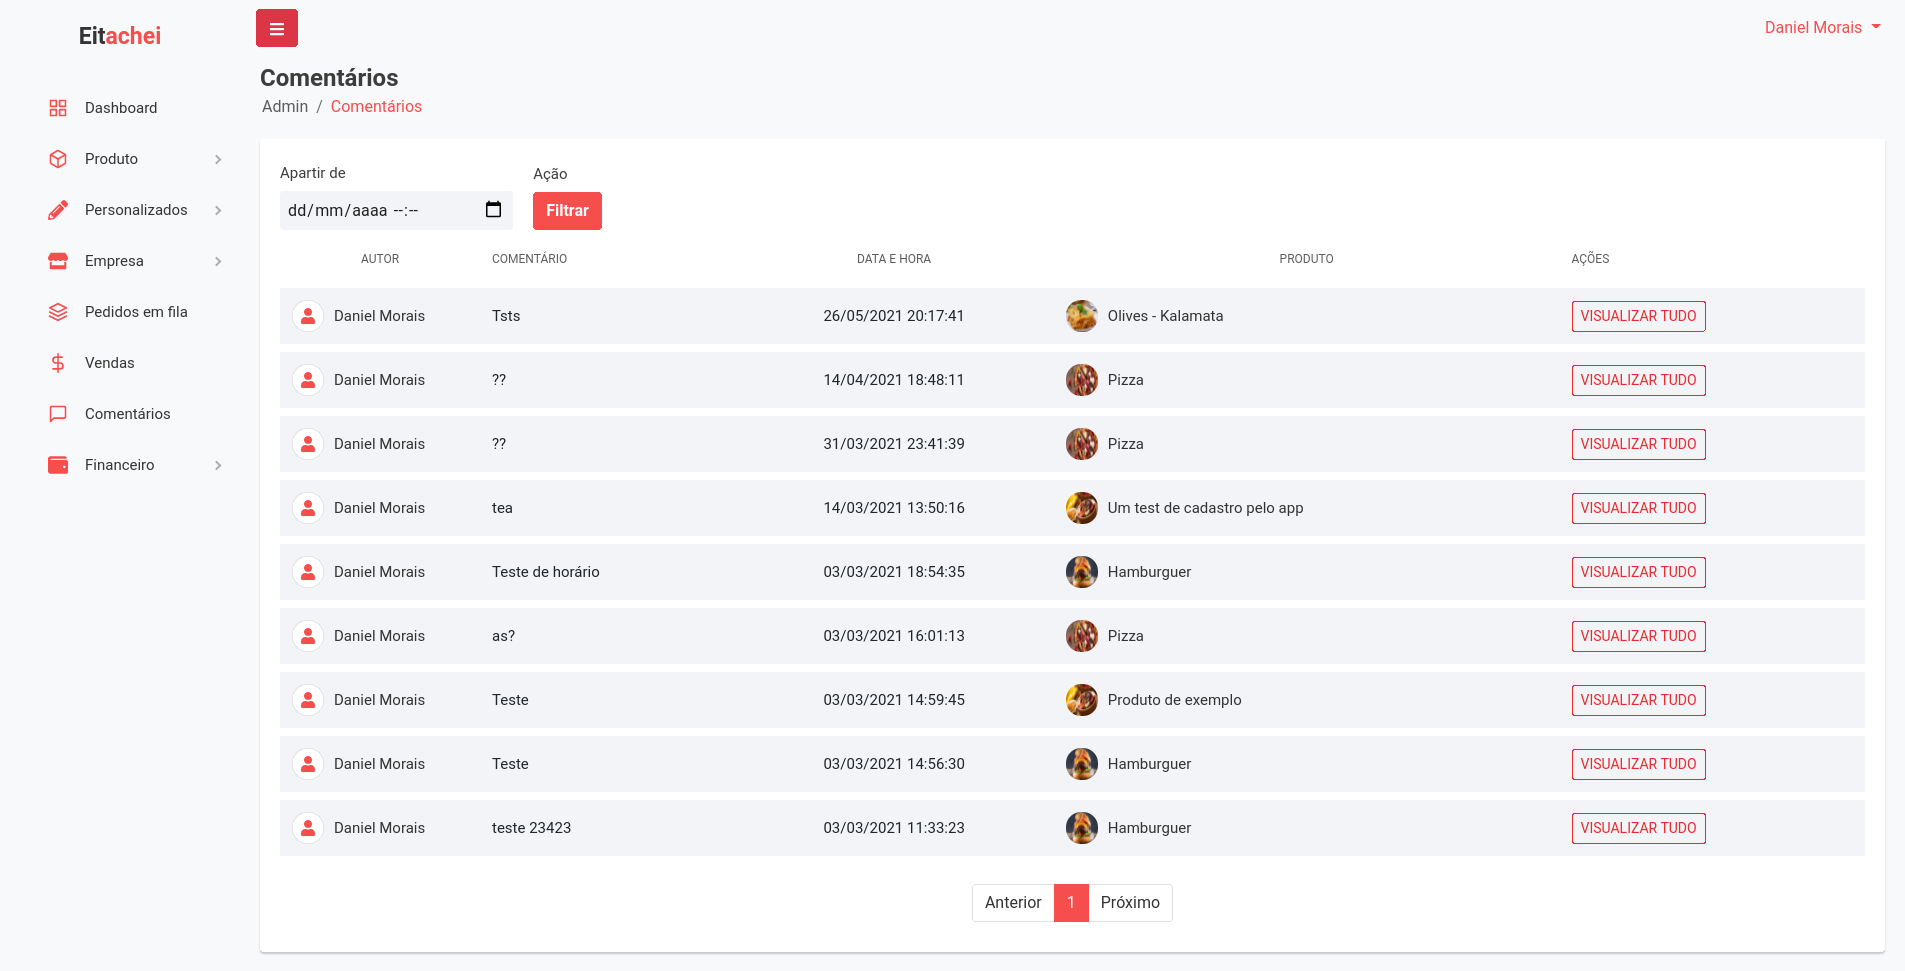 Eitachei
Daniel Morais
Comentários
Admin / Comentários
Dashboard
Produto
Personalizados
Empresa
Pedidos em fila
Vendas
Comentários
Financeiro
Apartir de
Ação
dd/mm/aaaa --:--
Filtrar
AUTOR COMENTÁRIO DATA E HORA PRODUTO AÇÕES
Daniel Morais Tsts 26/05/2021 20:17:41 Olives - Kalamata VISUALIZAR TUDO
Daniel Morais ?? 14/04/2021 18:48:11 Pizza VISUALIZAR TUDO
Daniel Morais ?? 31/03/2021 23:41:39 Pizza VISUALIZAR TUDO
Daniel Morais tea 14/03/2021 13:50:16 Um test de cadastro pelo app VISUALIZAR TUDO
Daniel Morais Teste de horário 03/03/2021 18:54:35 Hamburguer VISUALIZAR TUDO
Daniel Morais as? 03/03/2021 16:01:13 Pizza VISUALIZAR TUDO
Daniel Morais Teste 03/03/2021 14:59:45 Produto de exemplo VISUALIZAR TUDO
Daniel Morais Teste 03/03/2021 14:56:30 Hamburguer VISUALIZAR TUDO
Daniel Morais teste 23423 03/03/2021 11:33:23 Hamburguer VISUALIZAR TUDO
Anterior 1 Próximo